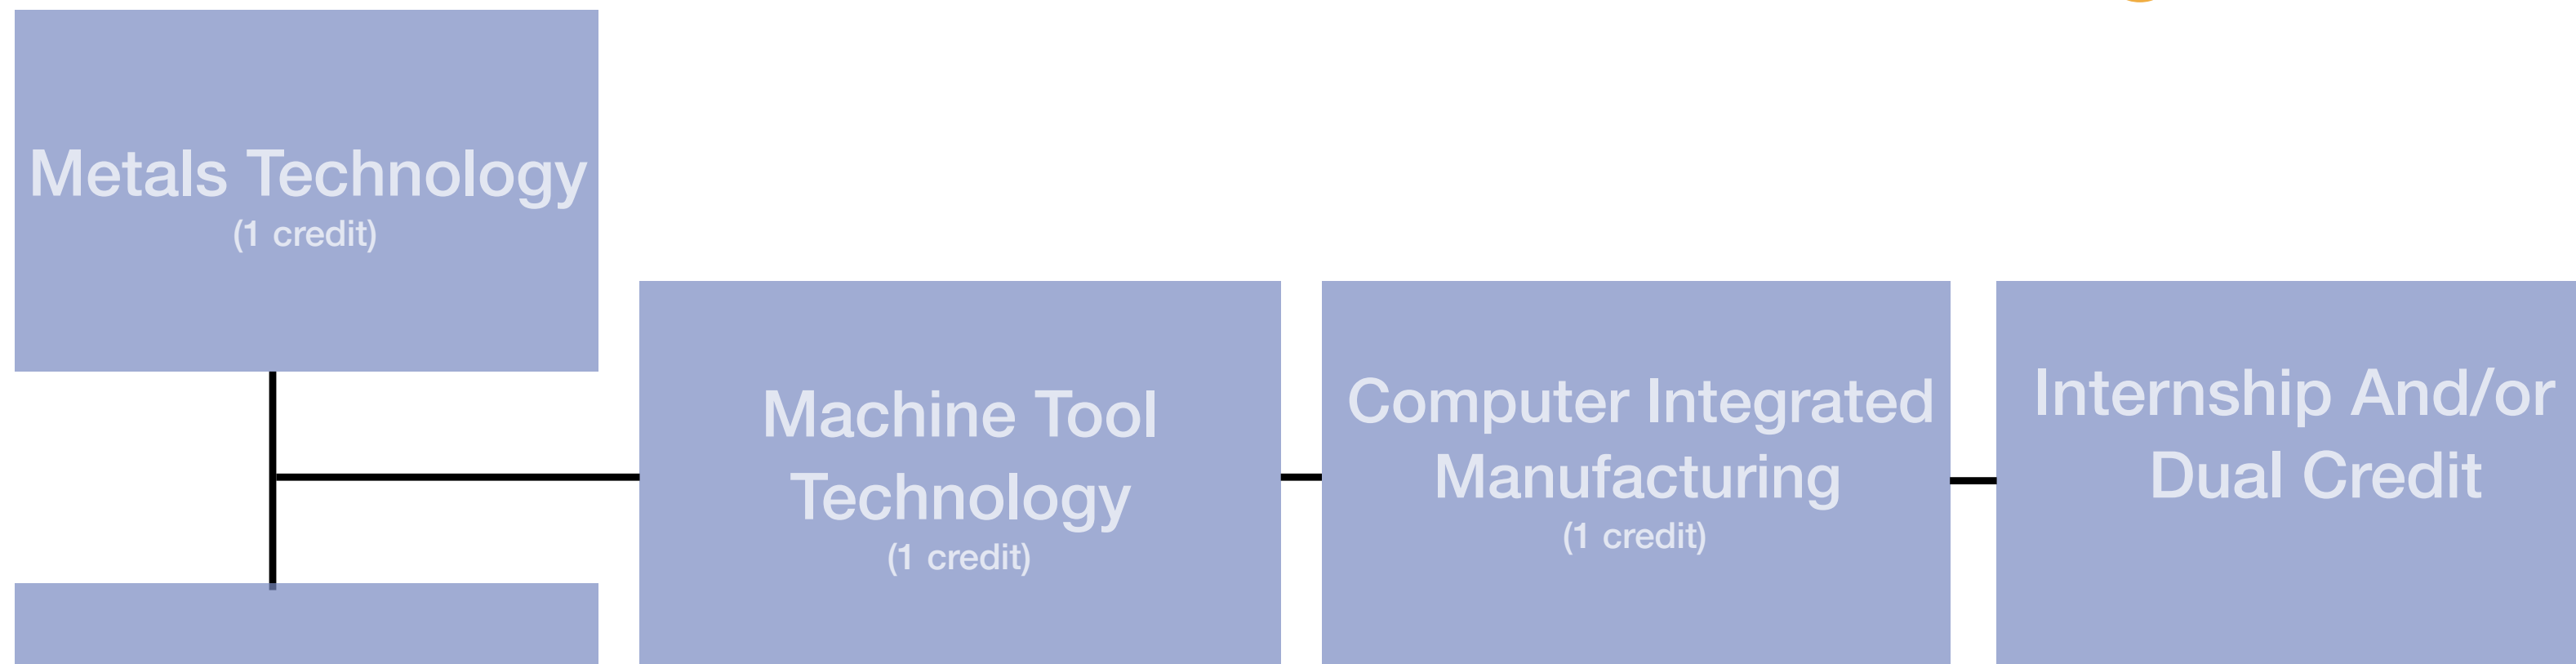 Metals Technology
(1 credit)
Machine Tool
Technology
(1 credit)
Computer Integrated
Manufacturing
(1 credit)
Internship And/or
Dual Credit